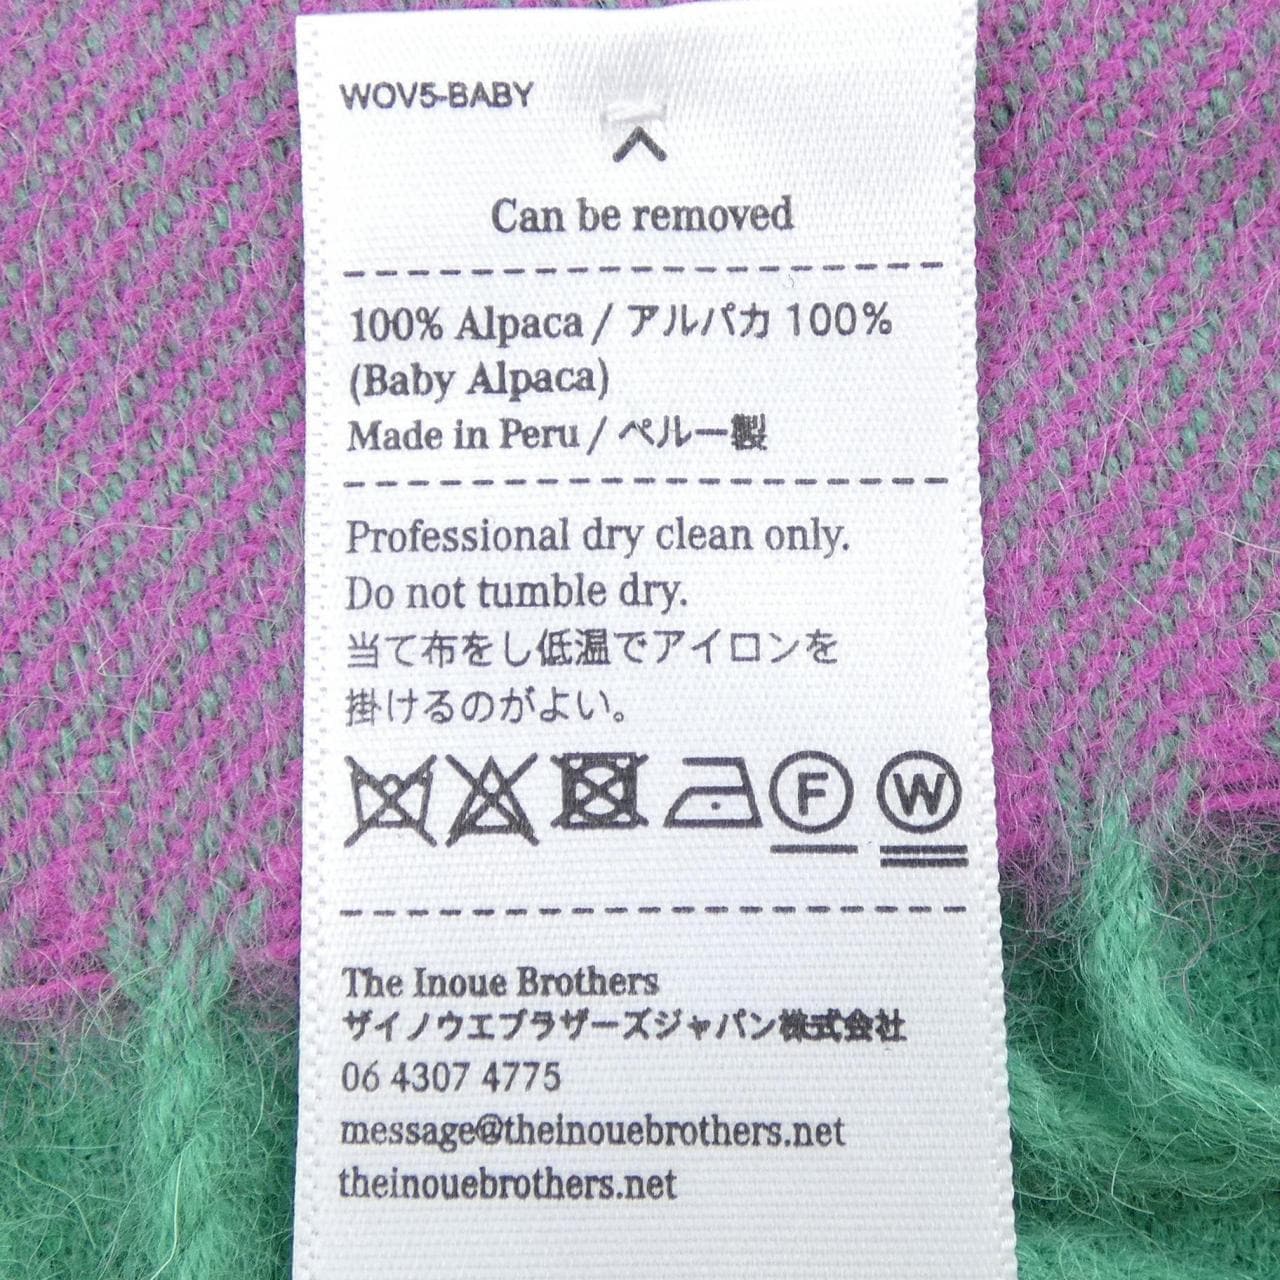 WOV5-BABY
Can be removed
100% Alpaca / アルパカ 100%
(Baby Alpaca)
Made in Peru / ペルー製
Professional dry clean only.
Do not tumble dry.
当て布をし低温でアイロンを
掛けるのがよい。
F W
The Inoue Brothers
ザイノウエブラザーズジャパン株式会社
06 4307 4775
message@theinouebrothers.net
theinouebrothers.net